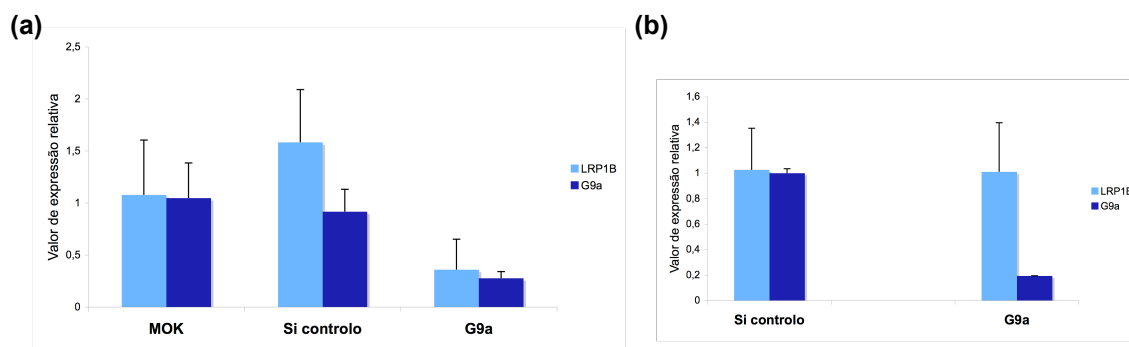 (a)
Valor de expressão relativa
2,5
2
1,5
1
0,5
0
MOK
Si controlo
G9a
LRP1B
G9a
(b)
Valor de expressão relativa
1,6
1,4
1,2
1
0,8
0,6
0,4
0,2
0
Si controlo
G9a
LRP1B
G9a